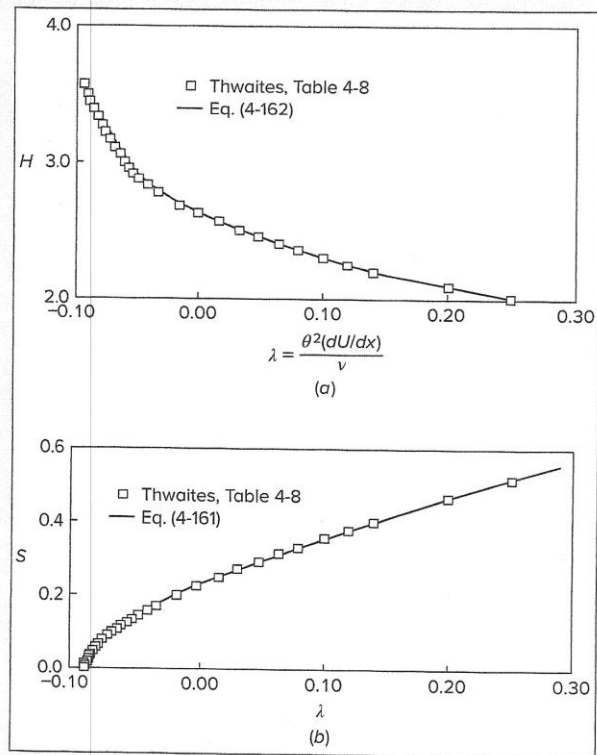 4.0
Thwaites, Table 4-8
Eq. (4-162)
H
3.0
2.0
−0.10 0.00 0.10 0.20 0.30
λ = θ²(dU/dx) / ν
(a)
0.6
Thwaites, Table 4-8
Eq. (4-161)
0.4
S
0.2
0.0
−0.10 0.00 0.10 0.20 0.30
λ
(b)